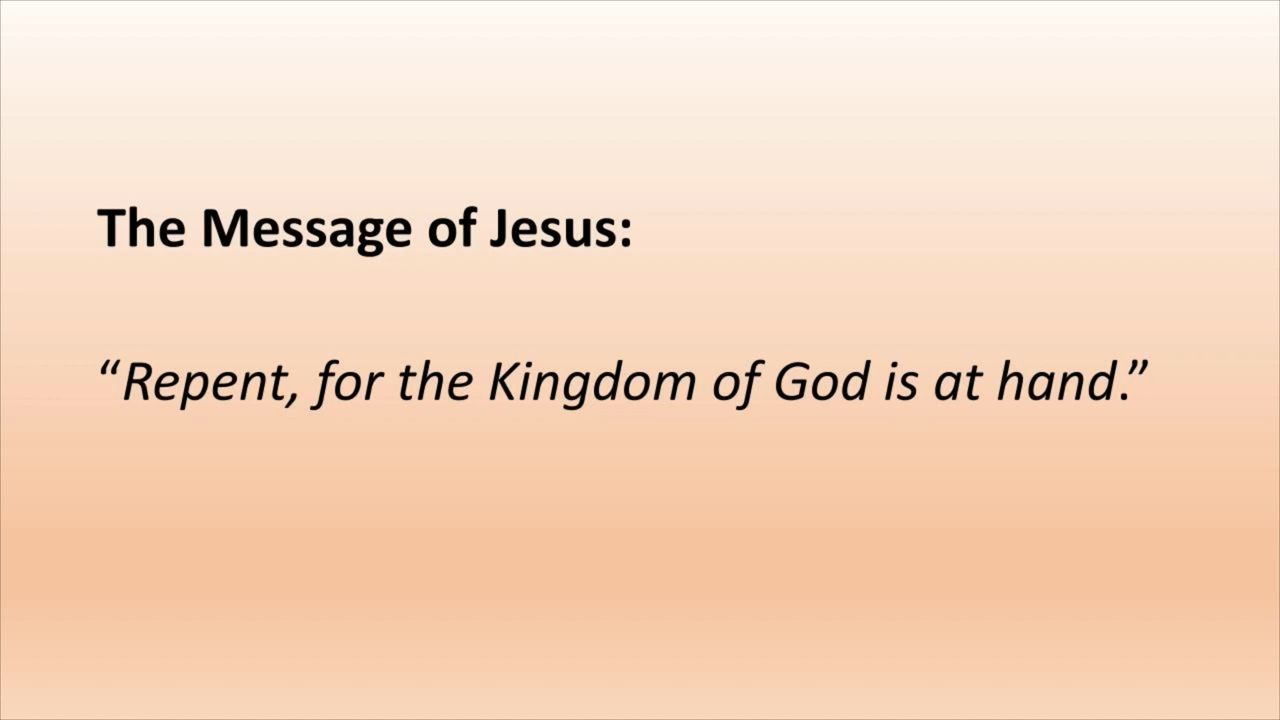 The Message of Jesus:
“Repent, for the Kingdom of God is at hand.”